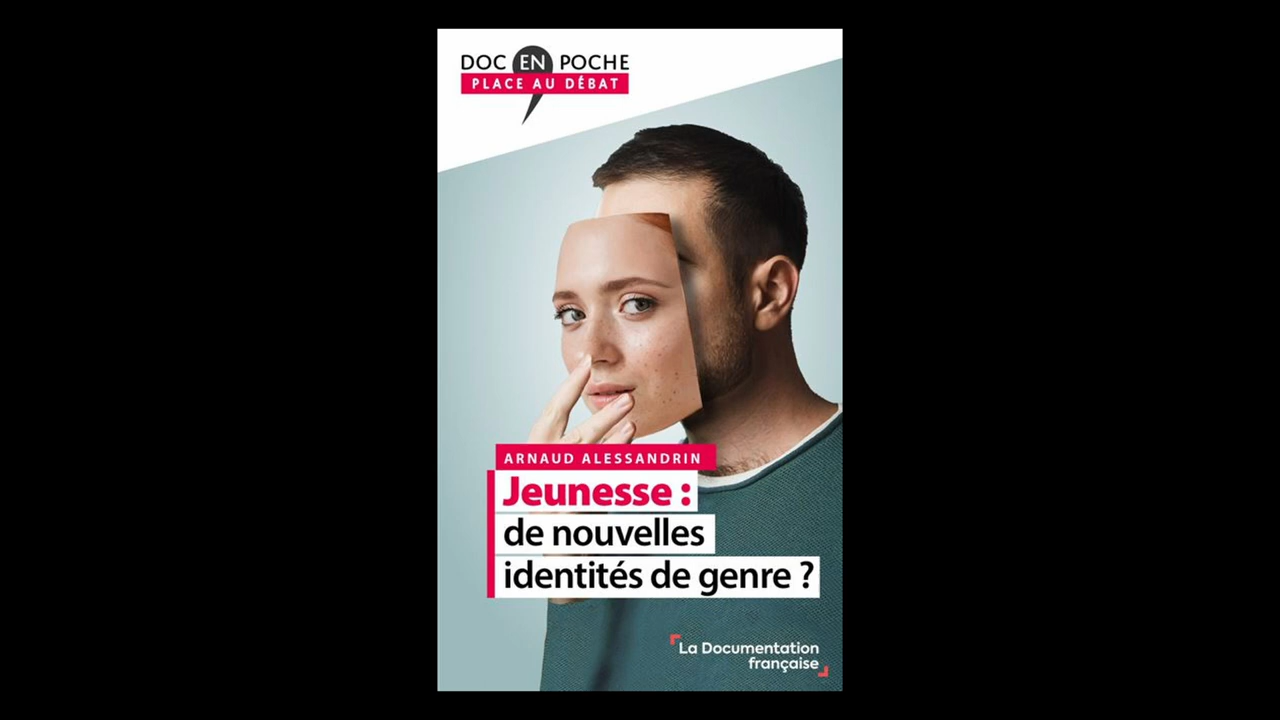 DOC EN POCHE
PLACE AU DÉBAT
ARNAUD ALESSANDRIN
Jeunesse :
de nouvelles
identités de genre ?
La Documentation
française